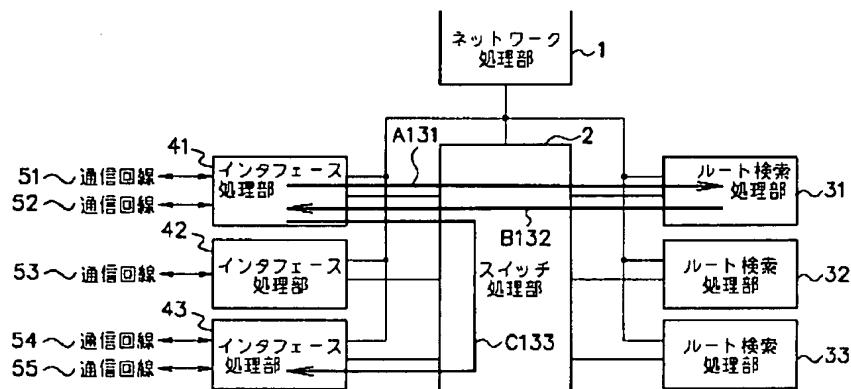 ネットワーク
処理部
1
2
41
A131
インタフェース
処理部
51
通信回線
52
通信回線
ルート検索
処理部
31
B132
42
インタフェース
処理部
53
通信回線
スイッチ
処理部
ルート検索
処理部
32
43
インタフェース
処理部
54
通信回線
55
通信回線
C133
ルート検索
処理部
33